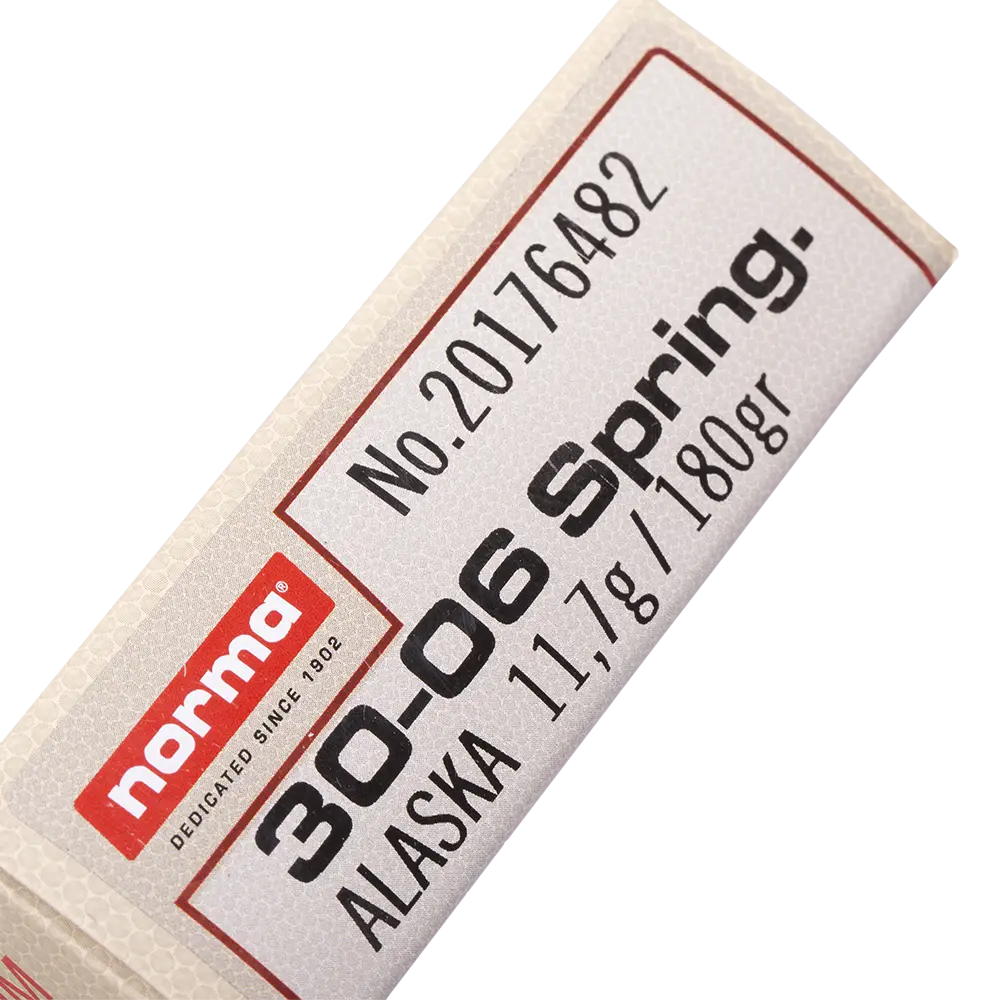 norma®
DEDICATED SINCE 1902
No.20176482
30-06 Spring.
ALASKA 11,7g / 180gr